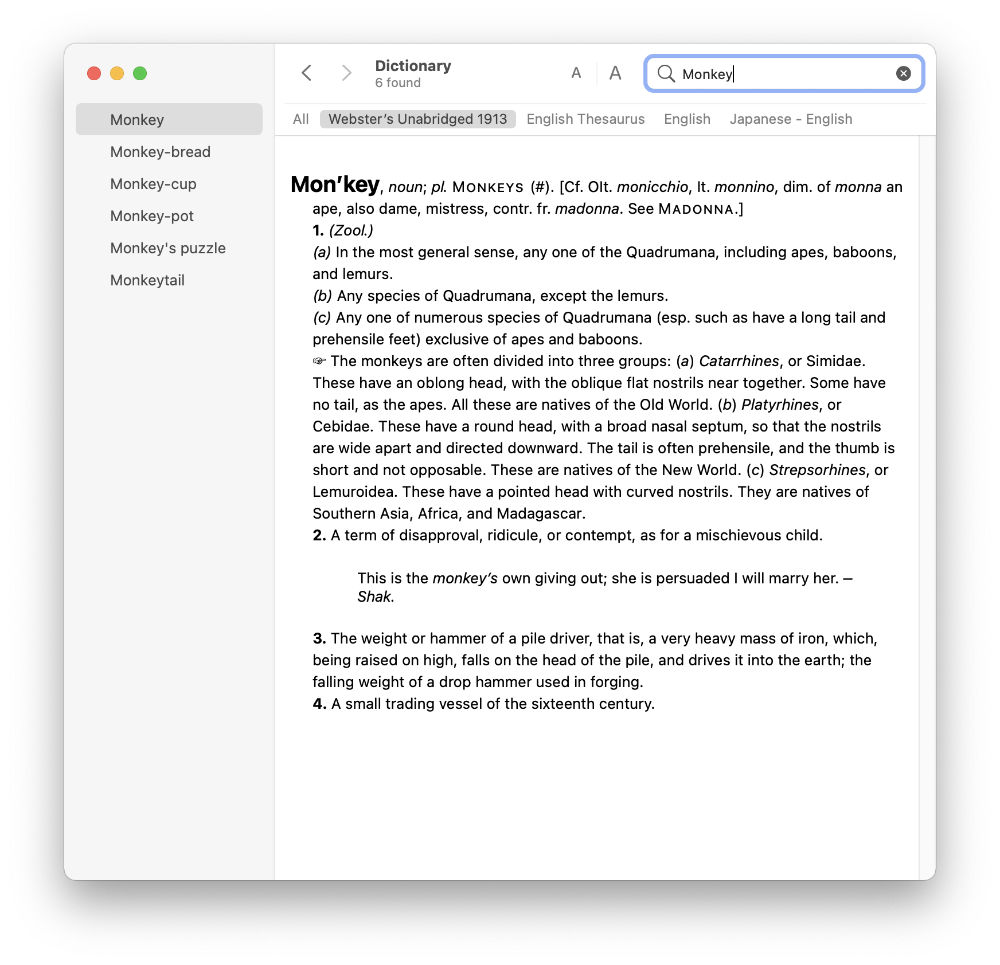 Dictionary
6 found
A A
Monkey
All Webster’s Unabridged 1913 English Thesaurus English Japanese - English
Monkey
Monkey-bread
Monkey-cup
Monkey-pot
Monkey's puzzle
Monkeytail
Mon′key, noun; pl. MONKEYS (#). [Cf. OIt. monicchio, It. monnino, dim. of monna an
ape, also dame, mistress, contr. fr. madonna. See MADONNA.]
1. (Zool.)
(a) In the most general sense, any one of the Quadrumana, including apes, baboons,
and lemurs.
(b) Any species of Quadrumana, except the lemurs.
(c) Any one of numerous species of Quadrumana (esp. such as have a long tail and
prehensile feet) exclusive of apes and baboons.
☞ The monkeys are often divided into three groups: (a) Catarrhines, or Simidae.
These have an oblong head, with the oblique flat nostrils near together. Some have
no tail, as the apes. All these are natives of the Old World. (b) Platyrhines, or
Cebidae. These have a round head, with a broad nasal septum, so that the nostrils
are wide apart and directed downward. The tail is often prehensile, and the thumb is
short and not opposable. These are natives of the New World. (c) Strepsorhines, or
Lemuroidea. These have a pointed head with curved nostrils. They are natives of
Southern Asia, Africa, and Madagascar.
2. A term of disapproval, ridicule, or contempt, as for a mischievous child.
This is the monkey’s own giving out; she is persuaded I will marry her. —
Shak.
3. The weight or hammer of a pile driver, that is, a very heavy mass of iron, which,
being raised on high, falls on the head of the pile, and drives it into the earth; the
falling weight of a drop hammer used in forging.
4. A small trading vessel of the sixteenth century.